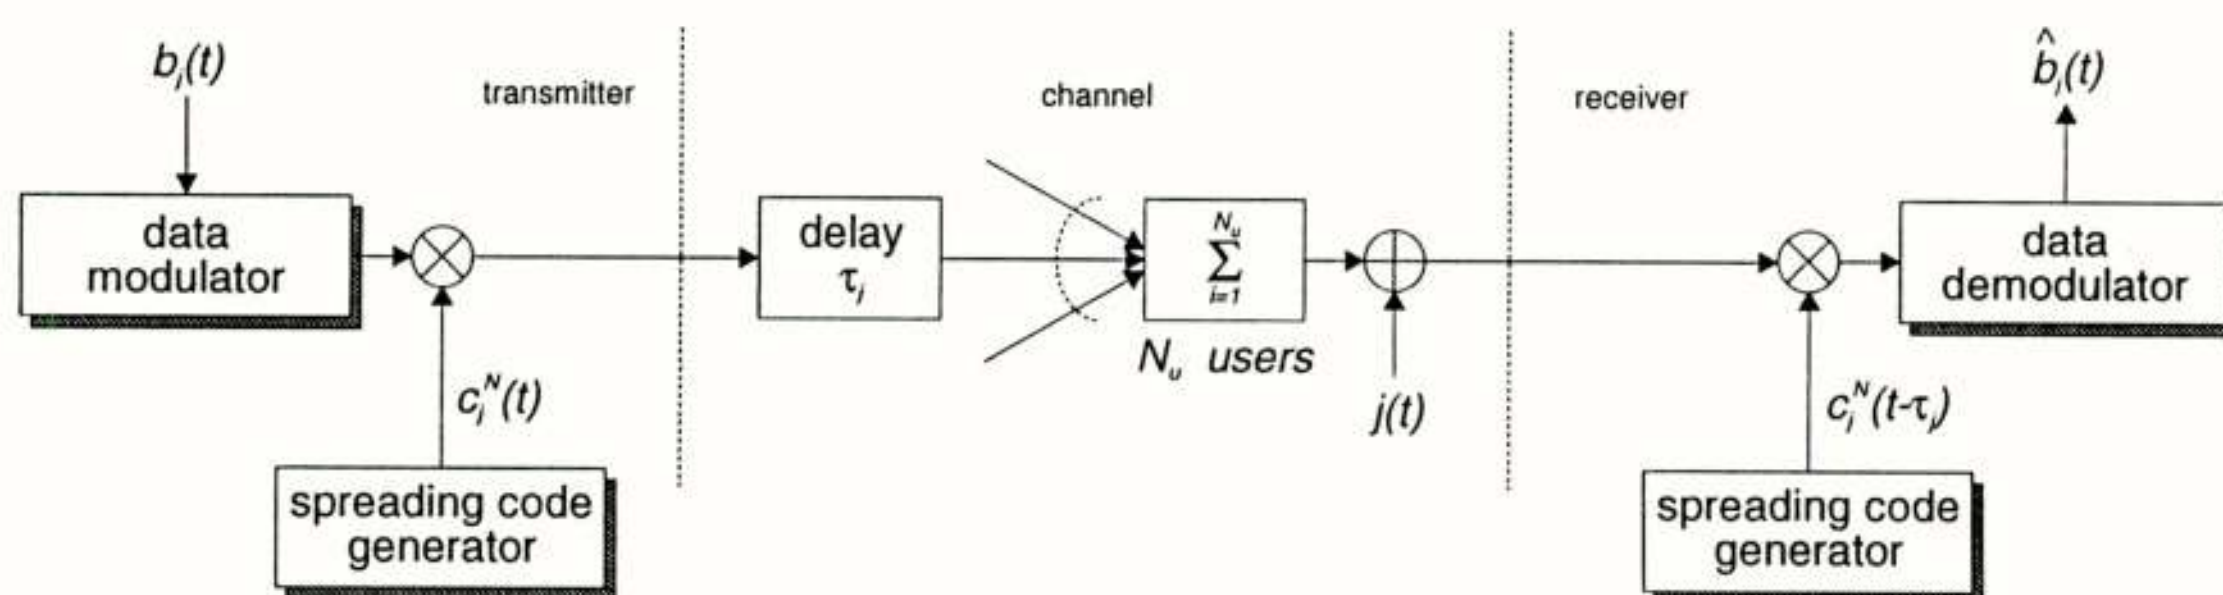 b_i(t)
transmitter
channel
receiver
b̂_i(t)
data
modulator
delay
τ_i
N_u
Σ
i=1
N_u users
data
demodulator
c_i^N(t)
j(t)
c_i^N(t-τ_i)
spreading code
generator
spreading code
generator